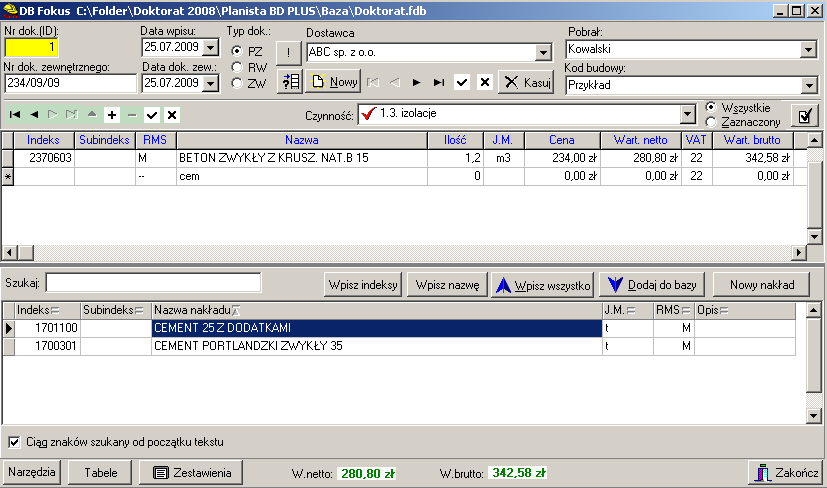 DB Fokus C:\Folder\Doktorat 2008\Planista BD PLUS\Baza\Doktorat.fdb
Nr dok.(ID): Data wpisu: Typ dok.: Dostawca Pobrał:
1 25.07.2009 PZ ! ABC sp. z o.o. Kowalski
RW
Nr dok. zewnętrznego: Data dok. zew.: Kod budowy:
234/09/09 25.07.2009 ZW Nowy Kasuj Przykład
Czynność: 1.3. izolacje Wszystkie
Zaznaczony
Indeks Subindeks RMS Nazwa Ilość J.M. Cena Wart. netto VAT Wart. brutto
2370603 M BETON ZWYKŁY Z KRUSZ. NAT.B 15 1,2 m3 234,00 zł 280,80 zł 22 342,58 zł
-- cem 0 0,00 zł 0,00 zł 22 0,00 zł
Szukaj: Wpisz indeksy Wpisz nazwę Wpisz wszystko Dodaj do bazy Nowy nakład
Indeks Subindeks Nazwa nakładu J.M. RMS Opis
1701100 CEMENT 25 Z DODATKAMI t M
1700301 CEMENT PORTLANDZKI ZWYKŁY 35 t M
Ciąg znaków szukany od początku tekstu
Narzędzia Tabele Zestawienia W.netto: 280,80 zł W.brutto: 342,58 zł Zakończ